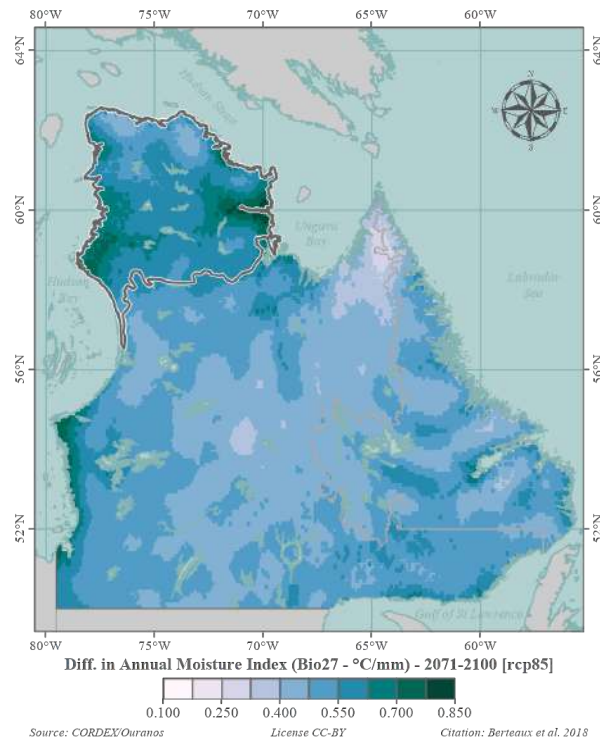 80°W 75°W 70°W 65°W 60°W
64°N 64°N
Hudson Strait
N
W E
S
60°N 60°N
Ungava
Bay
Hudson
Bay
Labrador
Sea
56°N 56°N
52°N 52°N
Gulf of St Lawrence
80°W 75°W 70°W 65°W 60°W
Diff. in Annual Moisture Index (Bio27 - °C/mm) - 2071-2100 [rcp85]
0.100 0.250 0.400 0.550 0.700 0.850
Source: CORDEX/Ouranos License CC-BY Citation: Berteaux et al. 2018